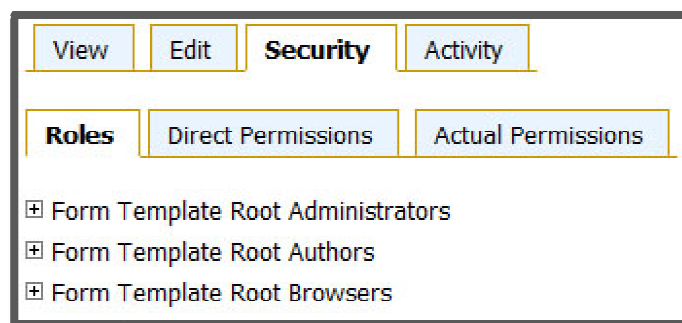 View Edit Security Activity
Roles Direct Permissions Actual Permissions
Form Template Root Administrators
Form Template Root Authors
Form Template Root Browsers